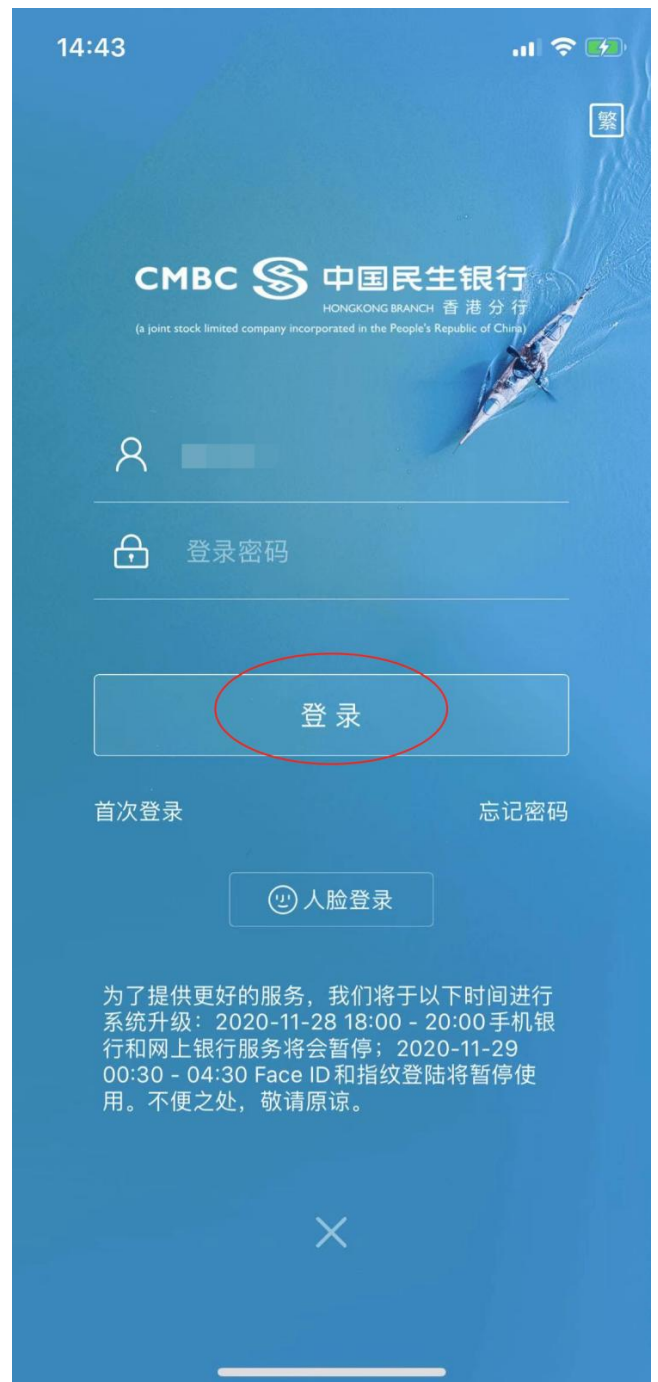 14:43
繁
CMBC 中国民生银行
HONGKONG BRANCH 香港分行
(a joint stock limited company incorporated in the People's Republic of China)
登录密码
登 录
首次登录 忘记密码
人脸登录
为了提供更好的服务，我们将于以下时间进行
系统升级：2020-11-28 18:00 - 20:00手机银
行和网上银行服务将会暂停；2020-11-29
00:30 - 04:30 Face ID和指纹登陆将暂停使
用。不便之处，敬请原谅。